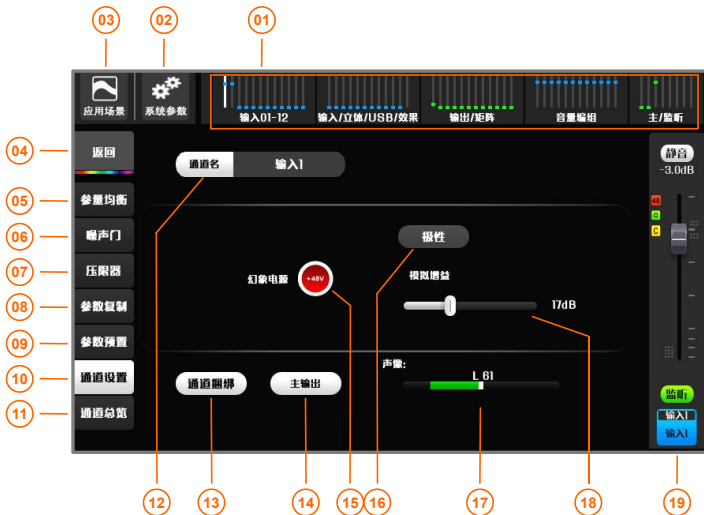 03 02 01
应用场景 系统参数 输入01-12 输入/立体/USB/效果 输出/矩阵 音量编组 主/监听
04 返回 通道名 输入1 静音
-3.0dB
05 参量均衡 48
G
C
06 噪声门 极性
07 压限器 幻象电源 +48V 模拟增益
08 参数复制 17dB
09 参数预置
10 通道设置 通道捆绑 主输出 声像: L 61
监听
11 通道总览 输入1
输入1
12 13 14 15 16 17 18 19